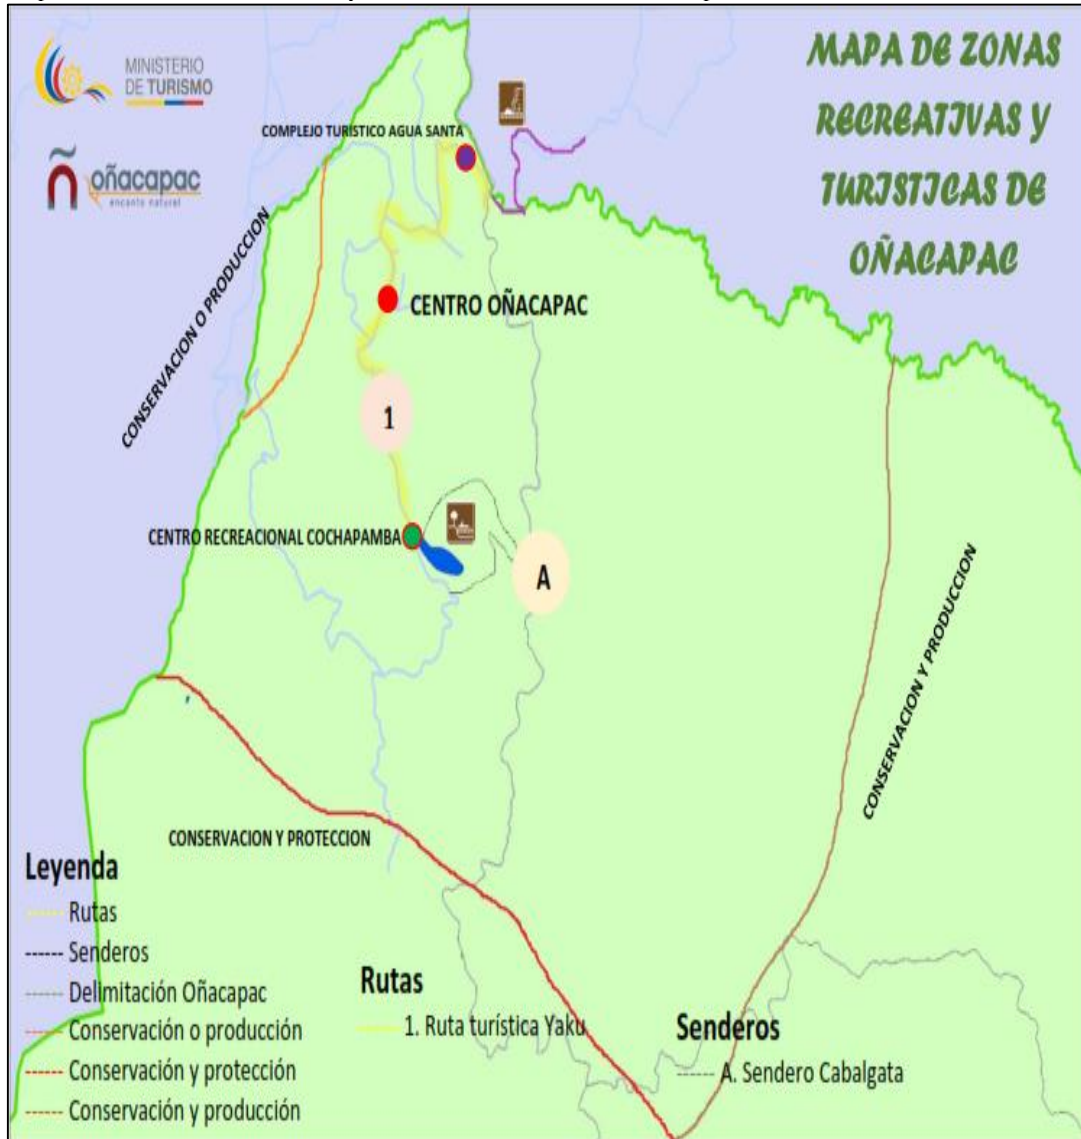 MAPA DE ZONAS
RECREATIVAS Y
TURISTICAS DE
OÑACAPAC
MINISTERIO
DE TURISMO
ñ oñacapac
encanto natural
COMPLEJO TURISTICO AGUA SANTA
CONSERVACION O PRODUCCION
CENTRO OÑACAPAC
1
CENTRO RECREACIONAL COCHAPAMBA
A
CONSERVACION Y PRODUCCION
CONSERVACION Y PROTECCION
Leyenda
Rutas
Senderos
Delimitación Oñacapac
Conservación o producción
Conservación y protección
Conservación y producción
Rutas
1. Ruta turística Yaku
Senderos
A. Sendero Cabalgata